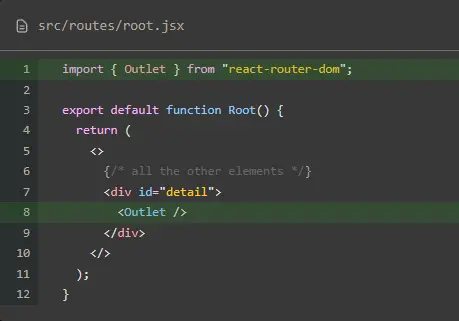 src/routes/root.jsx
1 import { Outlet } from "react-router-dom";
2
3 export default function Root() {
4   return (
5     <>
6       {/* all the other elements */}
7       <div id="detail">
8         <Outlet />
9       </div>
10     </>
11   );
12 }